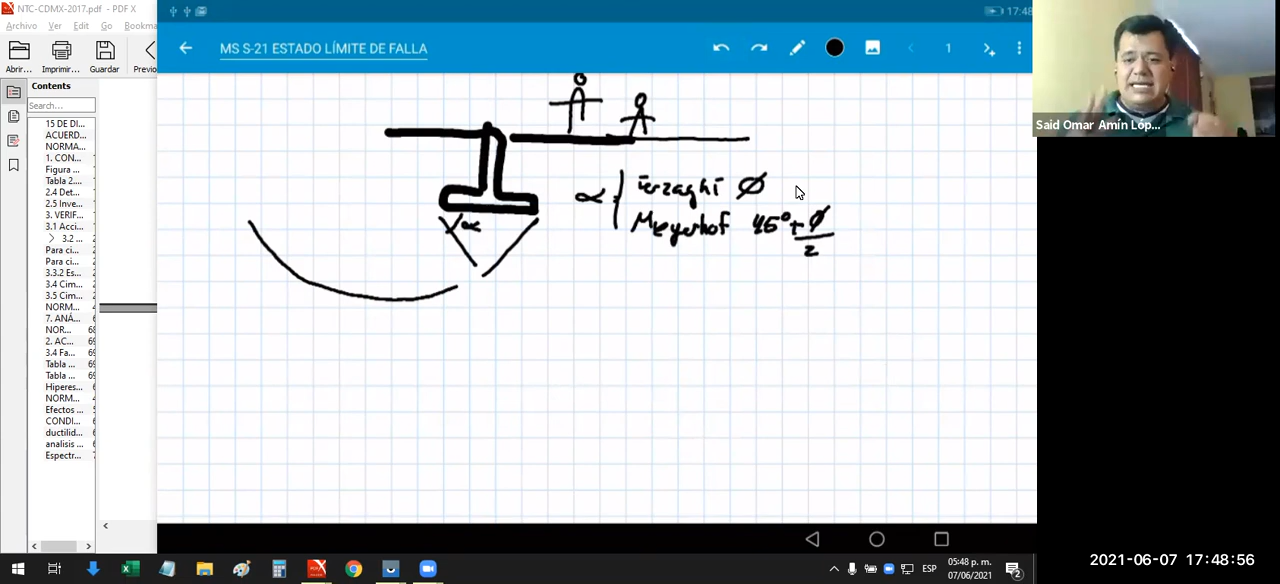 NTC-CDMX-2017.pdf - PDF X
Archivo Ver Edit Go Bookma
Abrir... Imprimir... Guardar Previo
Contents
Search...
15 DE DI...
ACUERD...
NORMA...
1. CON...
Figura ...
Tabla 2...
2.4 Det...
2.5 Inve...
3. VERIF...
3.1 Acci...
3.2 ...
Para ci...
Para ci...
3.3.2 Es...
3.4 Cim...
3.5 Cim...
NORM...
7. ANÁ...
NOR...
2. AC...
3.4 Fa...
Tabla ...
Tabla ...
Hiperes...
NORM...
Efectos ...
CONDI...
ductilid...
analisis ...
Espectr...
17:48
MS S-21 ESTADO LÍMITE DE FALLA
1
α
Terzaghi Ø
Meyerhof 45°+Ø/2
α
Said Omar Amín Lóp...
ESP
05:48 p. m.
07/06/2021
2
2021-06-07 17:48:56